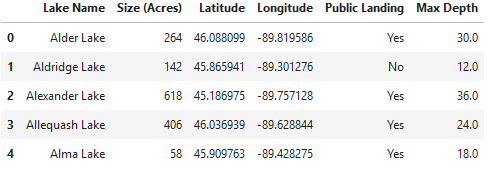 Lake Name Size (Acres) Latitude Longitude Public Landing Max Depth
0 Alder Lake 264 46.088099 -89.819586 Yes 30.0
1 Aldridge Lake 142 45.865941 -89.301276 No 12.0
2 Alexander Lake 618 45.186975 -89.757128 Yes 36.0
3 Allequash Lake 406 46.036939 -89.628844 Yes 24.0
4 Alma Lake 58 45.909763 -89.428275 Yes 18.0